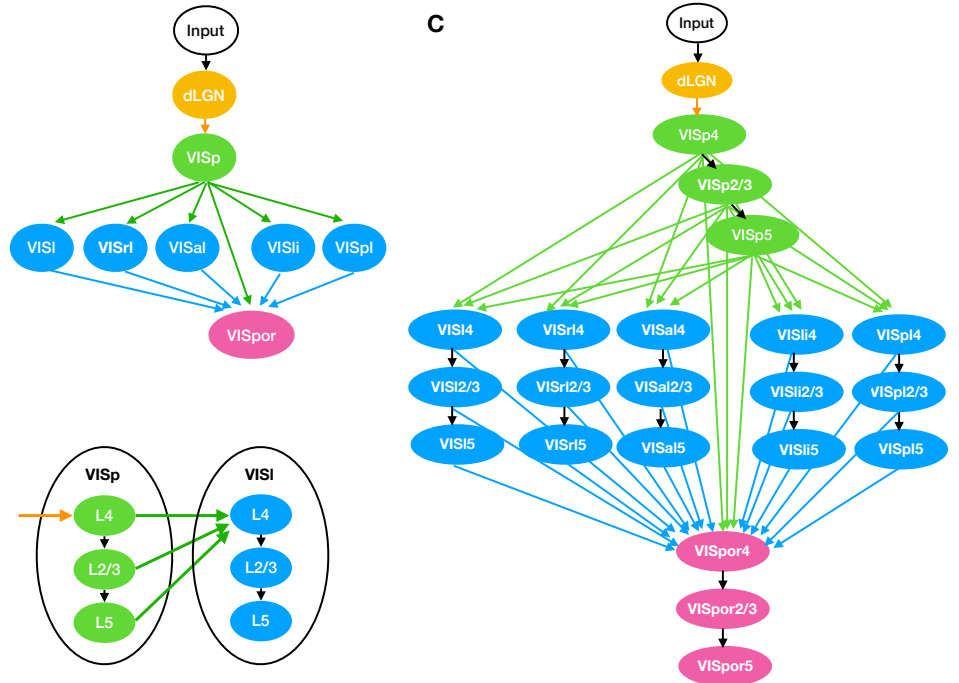 Input
dLGN
VISp
VISl
VISrl
VISal
VISli
VISpl
VISpor
VISp
VISl
L4
L4
L2/3
L2/3
L5
L5
C
Input
dLGN
VISp4
VISp2/3
VISp5
VISl4
VISrl4
VISal4
VISli4
VISpl4
VISl2/3
VISrl2/3
VISal2/3
VISli2/3
VISpl2/3
VISl5
VISrl5
VISal5
VISli5
VISpl5
VISpor4
VISpor2/3
VISpor5